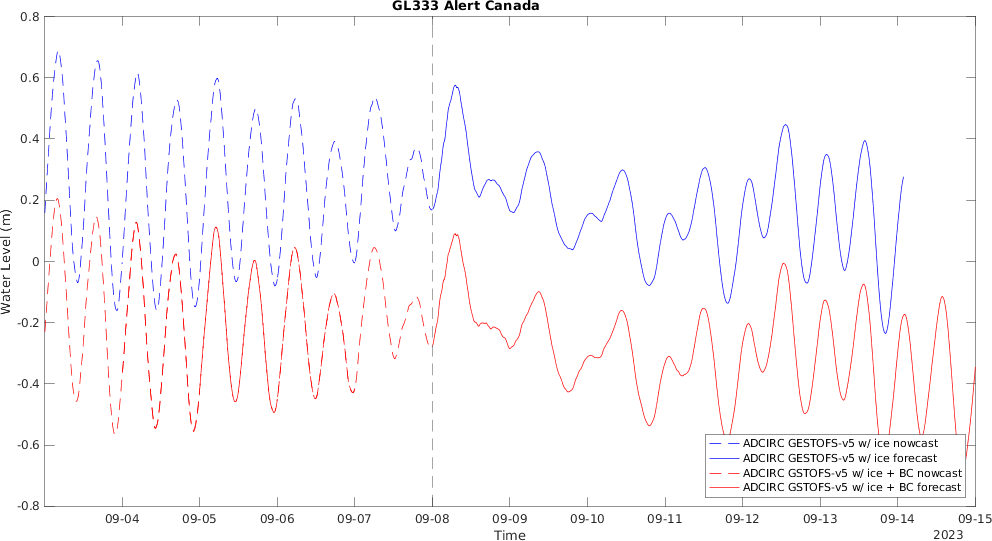 GL333 Alert Canada
0.8
0.6
0.4
0.2
0
-0.2
-0.4
-0.6
-0.8
Water Level (m)
ADCIRC GESTOFS-v5 w/ ice nowcast
ADCIRC GESTOFS-v5 w/ ice forecast
ADCIRC GSTOFS-v5 w/ ice + BC nowcast
ADCIRC GSTOFS-v5 w/ ice + BC forecast
09-04 09-05 09-06 09-07 09-08 09-09 09-10 09-11 09-12 09-13 09-14 09-15
Time
2023